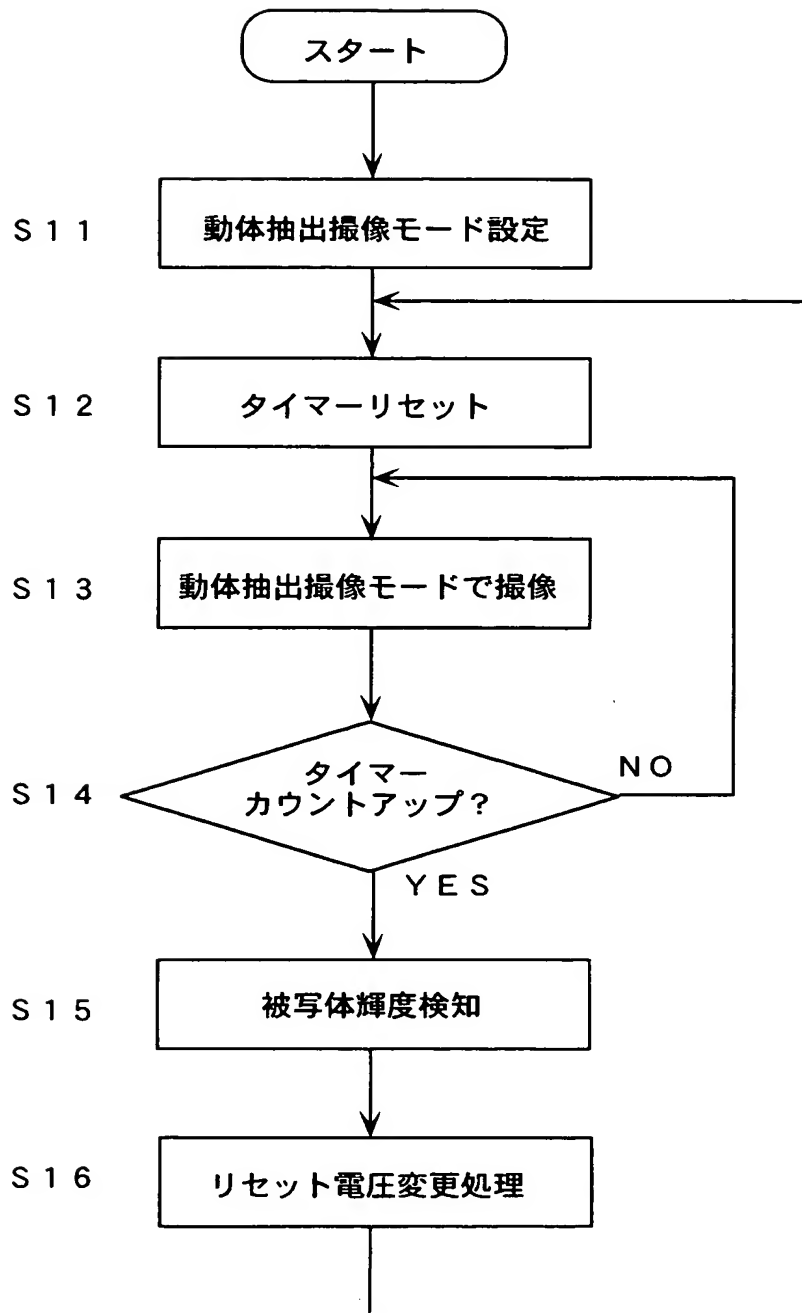 スタート
S11 動体抽出撮像モード設定
S12 タイマーリセット
S13 動体抽出撮像モードで撮像
タイマー
S14 カウントアップ? NO
YES
S15 被写体輝度検知
S16 リセット電圧変更処理